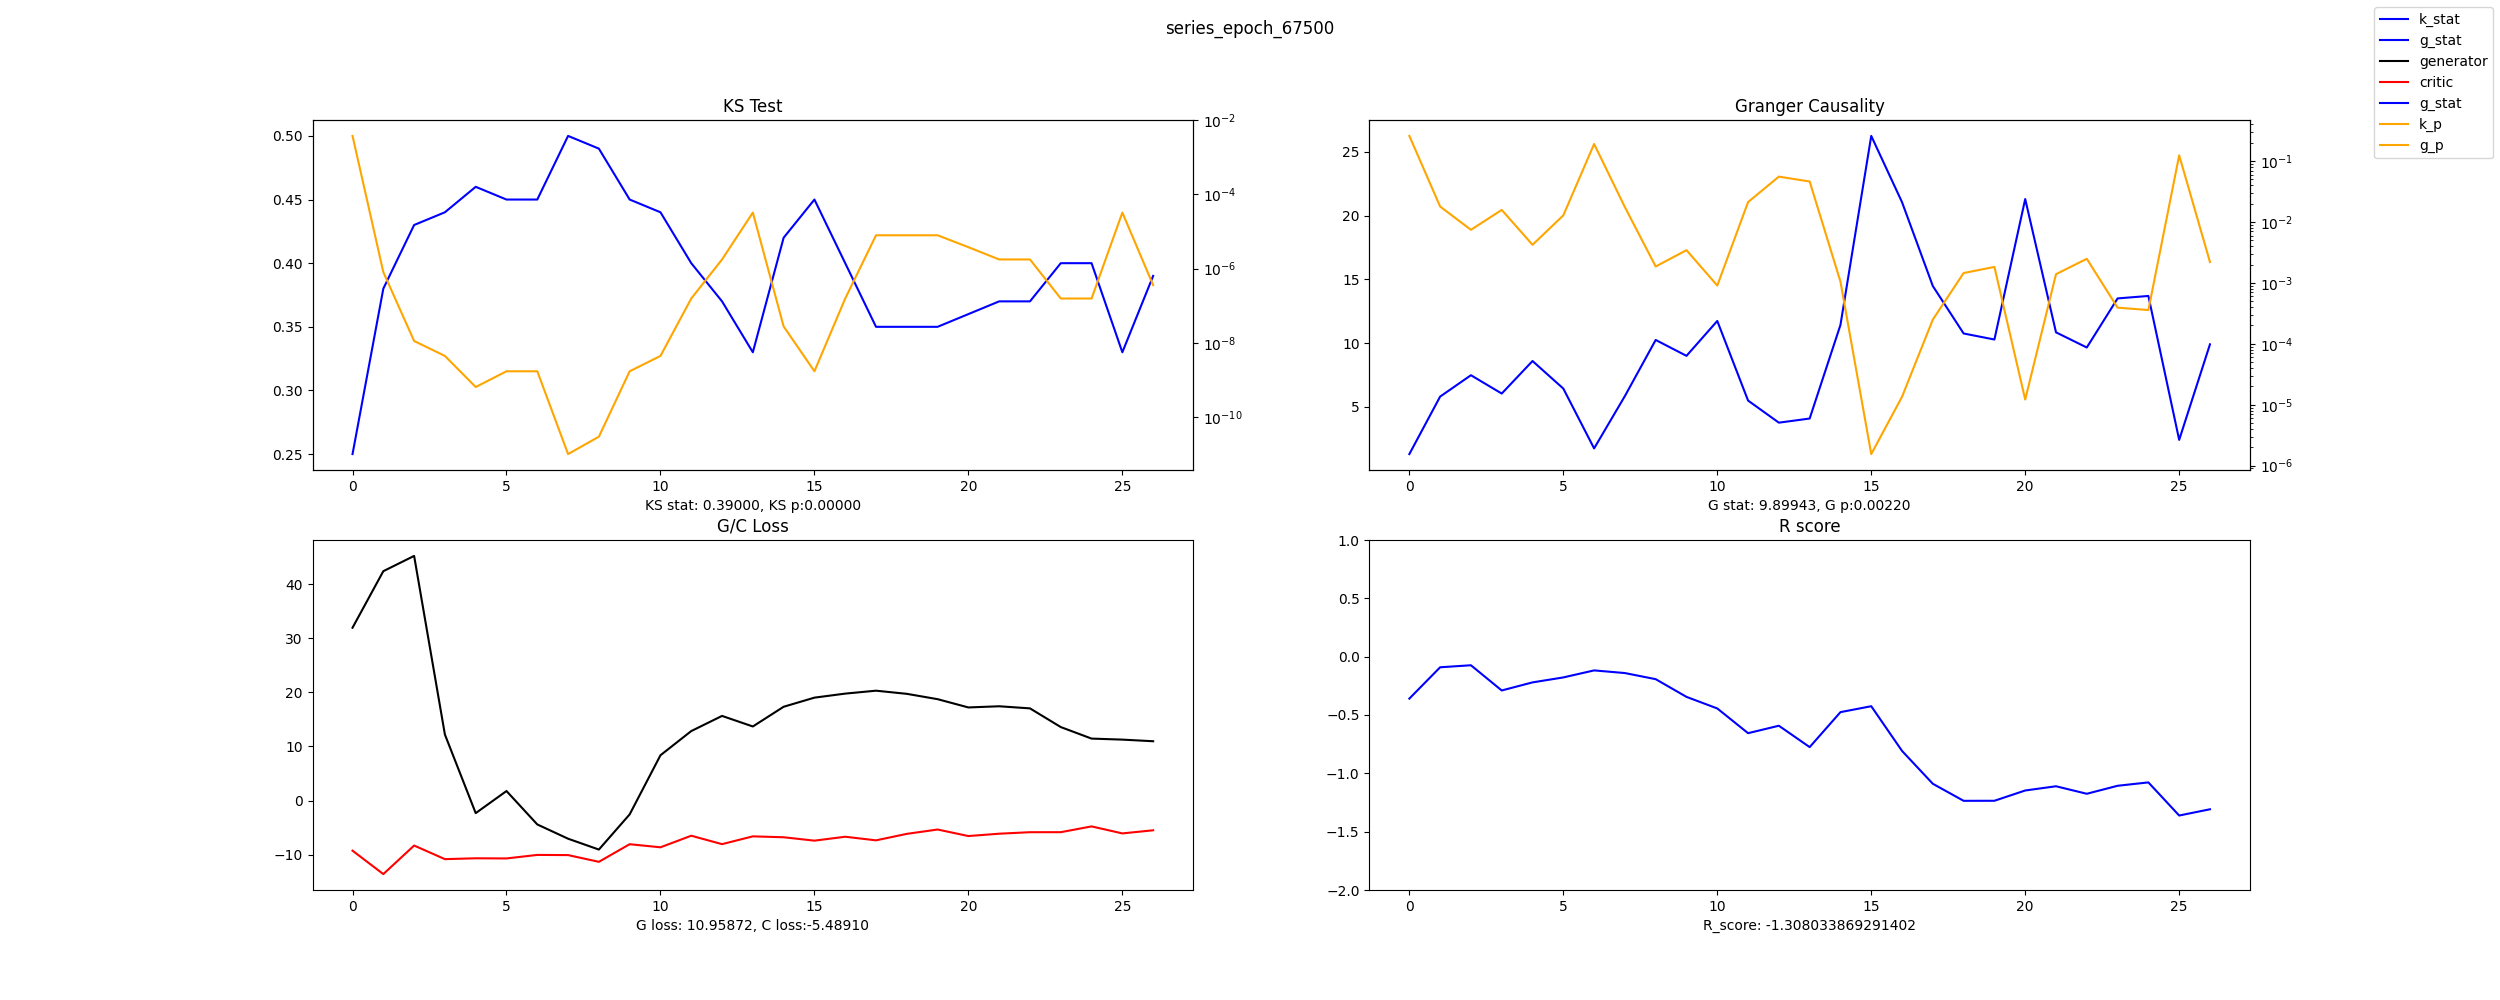 series_epoch_67500
k_stat
g_stat
generator
critic
g_stat
k_p
g_p
KS Test
0.50
0.45
0.40
0.35
0.30
0.25
10⁻²
10⁻⁴
10⁻⁶
10⁻⁸
10⁻¹⁰
0 5 10 15 20 25
KS stat: 0.39000, KS p:0.00000
Granger Causality
25
20
15
10
5
10⁻¹
10⁻²
10⁻³
10⁻⁴
10⁻⁵
10⁻⁶
0 5 10 15 20 25
G stat: 9.89943, G p:0.00220
G/C Loss
40
30
20
10
0
−10
0 5 10 15 20 25
G loss: 10.95872, C loss:-5.48910
R score
1.0
0.5
0.0
−0.5
−1.0
−1.5
−2.0
0 5 10 15 20 25
R_score: -1.308033869291402